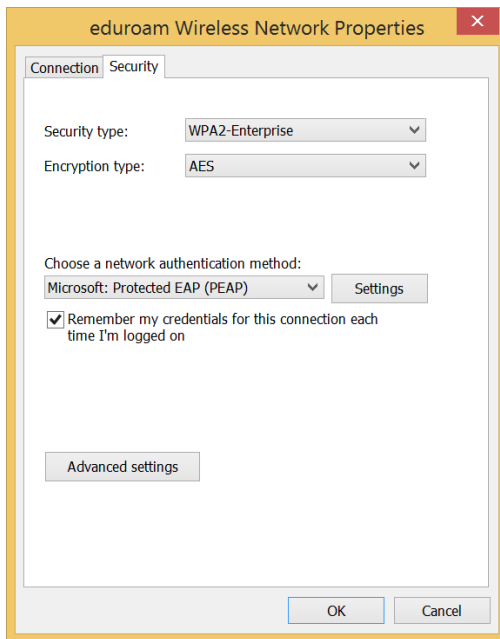 eduroam Wireless Network Properties
Connection
Security
Security type: WPA2-Enterprise
Encryption type: AES
Choose a network authentication method:
Microsoft: Protected EAP (PEAP) Settings
Remember my credentials for this connection each
time I'm logged on
Advanced settings
OK Cancel